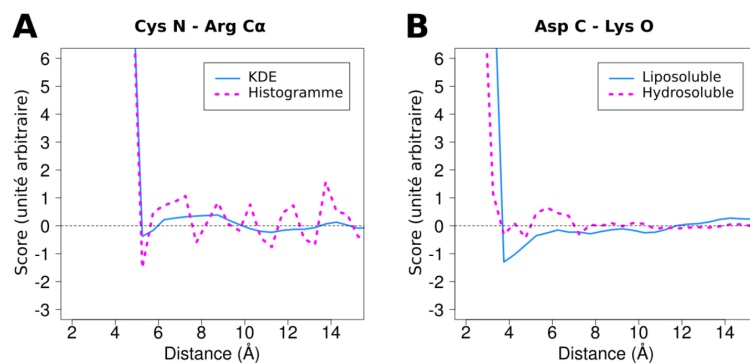 A
Cys N - Arg Cα
Score (unité arbitraire)
6
5
4
3
2
1
0
-1
-2
-3
KDE
Histogramme
2 4 6 8 10 12 14
Distance (Å)
B
Asp C - Lys O
Score (unité arbitraire)
6
5
4
3
2
1
0
-1
-2
-3
Liposoluble
Hydrosoluble
2 4 6 8 10 12 14
Distance (Å)